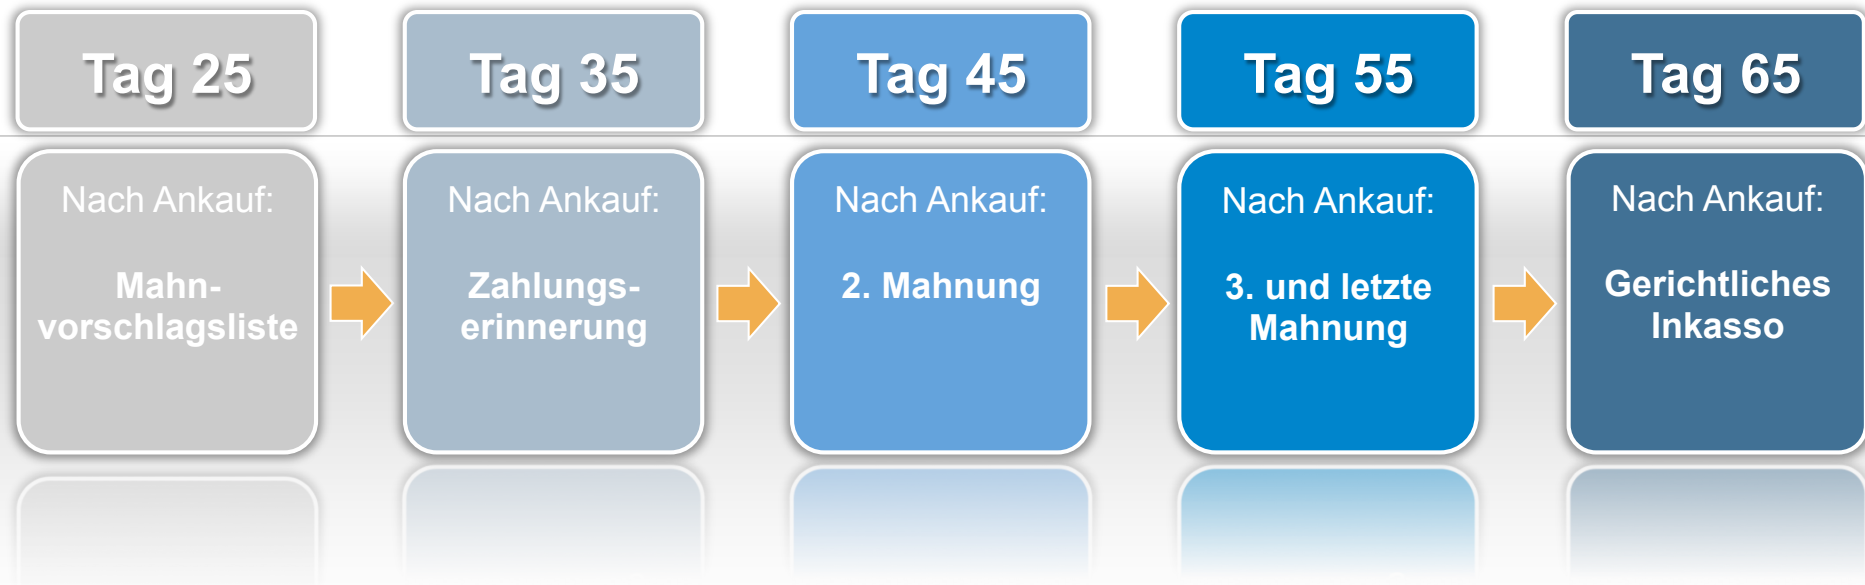 Tag 25
Tag 35
Tag 45
Tag 55
Tag 65
Nach Ankauf:
Mahn-
vorschlagsliste
Nach Ankauf:
Zahlungs-
erinnerung
Nach Ankauf:
2. Mahnung
Nach Ankauf:
3. und letzte
Mahnung
Nach Ankauf:
Gerichtliches
Inkasso